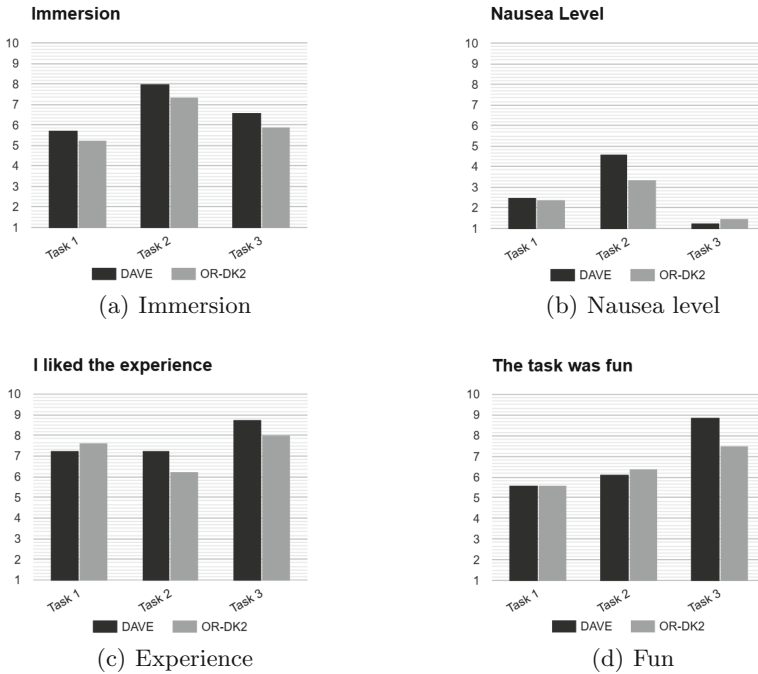 Immersion
10
9
8
7
6
5
4
3
2
1
Task 1
Task 2
Task 3
DAVE OR-DK2
(a) Immersion
Nausea Level
10
9
8
7
6
5
4
3
2
1
Task 1
Task 2
Task 3
DAVE OR-DK2
(b) Nausea level
I liked the experience
10
9
8
7
6
5
4
3
2
1
Task 1
Task 2
Task 3
DAVE OR-DK2
(c) Experience
The task was fun
10
9
8
7
6
5
4
3
2
1
Task 1
Task 2
Task 3
DAVE OR-DK2
(d) Fun